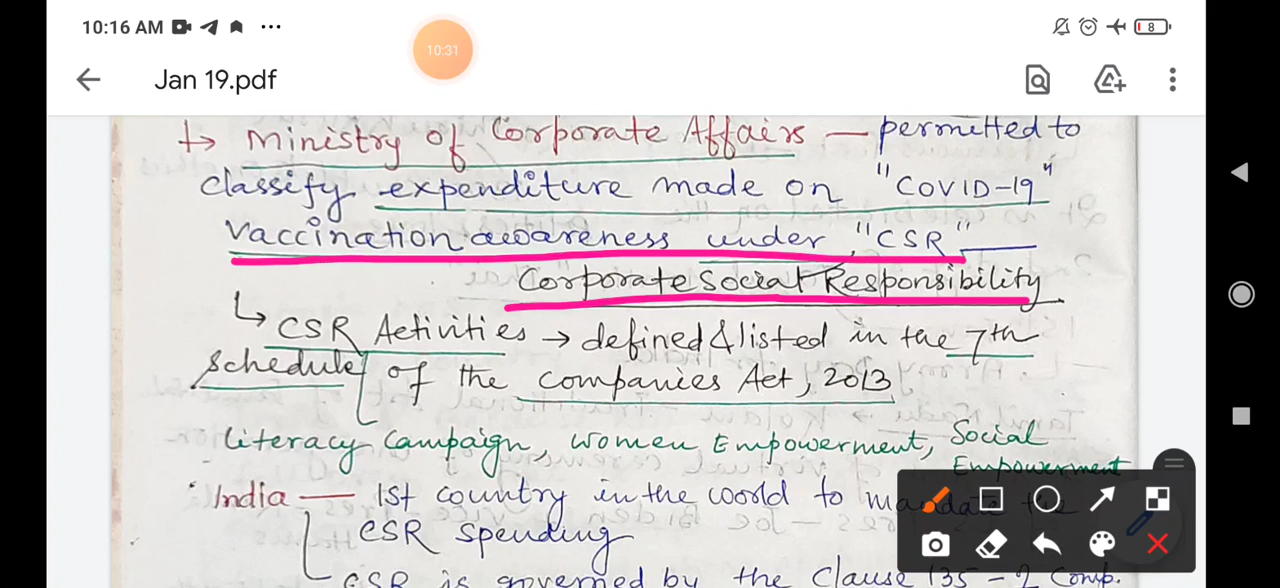 10:16 AM ...
10:31
8
Jan 19.pdf
↳ Ministry of Corporate Affairs — permitted to
classify expenditure made on "COVID-19"
Vaccination awareness under "CSR"
Corporate Social Responsibility
↳ CSR Activities → defined & listed in the 7th
schedule of the Companies Act, 2013
Literacy Campaign, Women Empowerment, Social
Empowerment
India — 1st country in the world to mandate the
CSR spending
CSR is governed by the Clause 135 - 2 Comp.